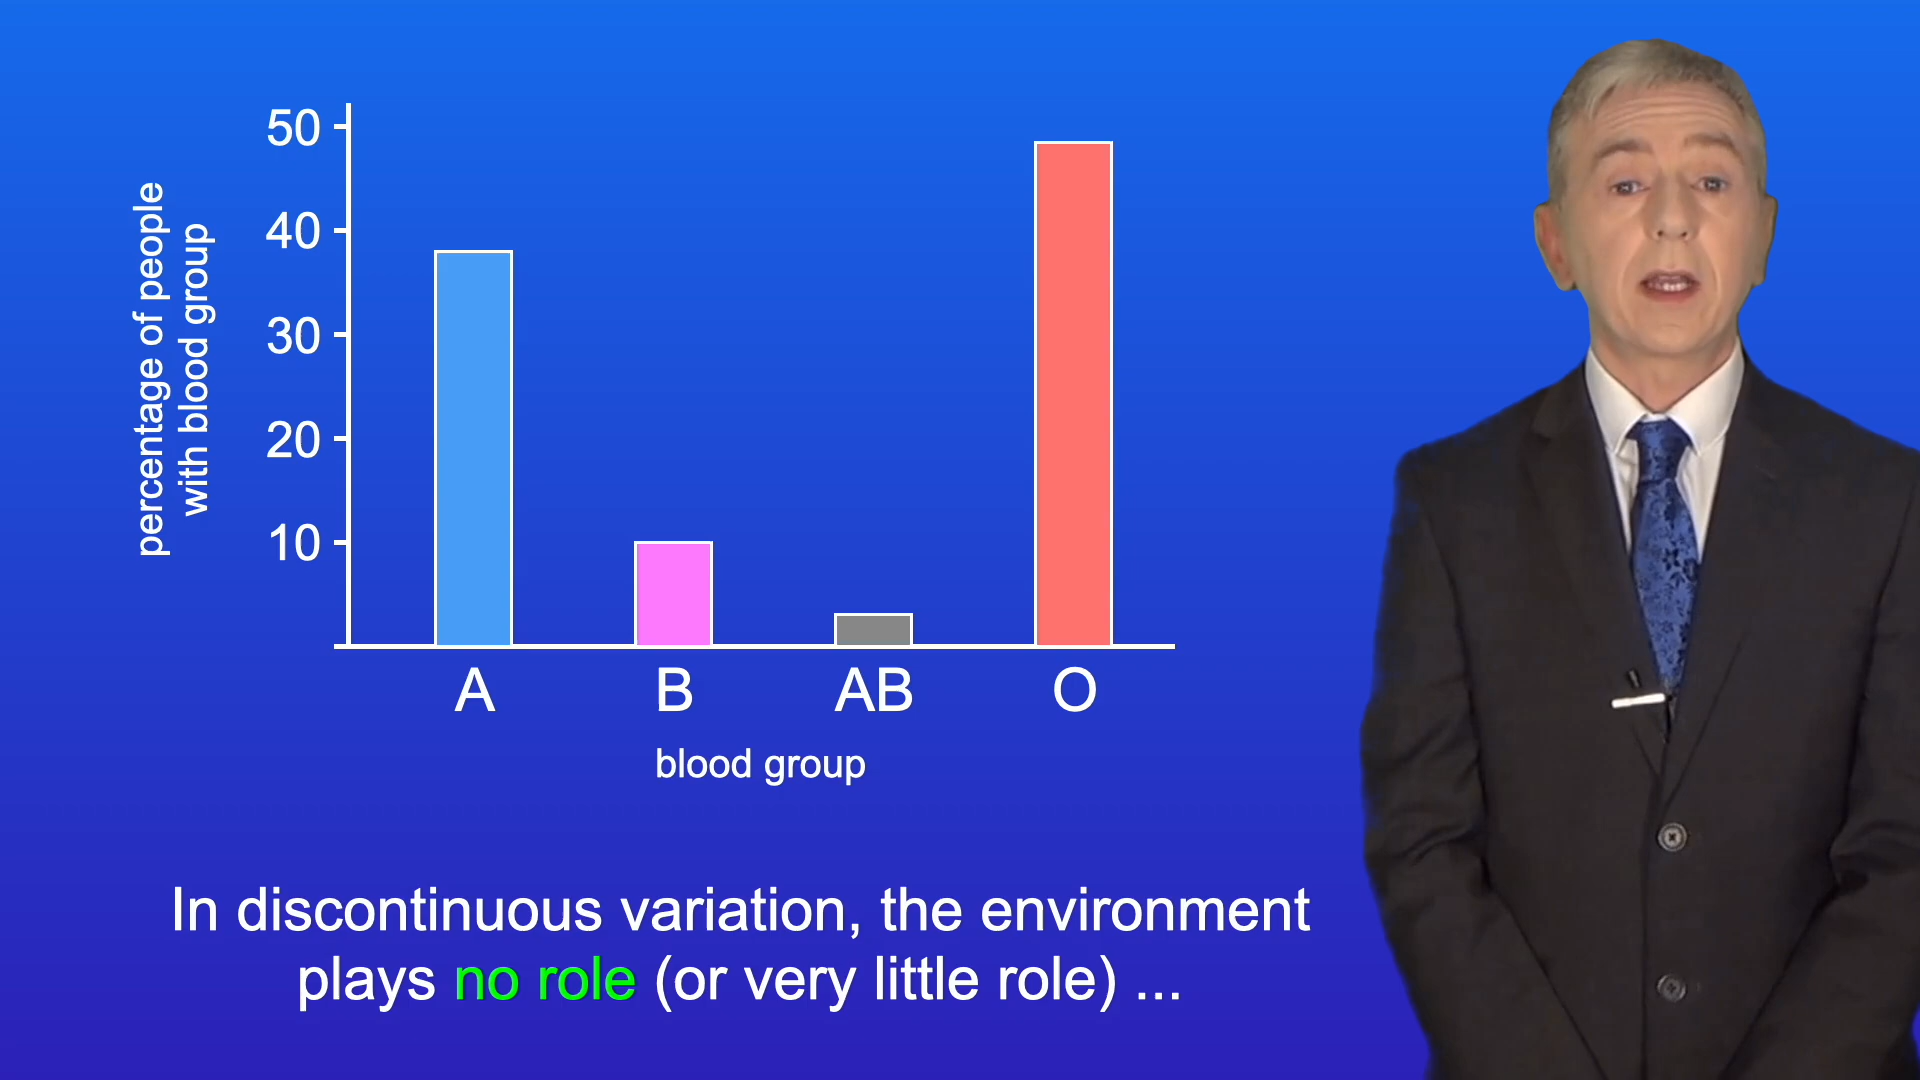 percentage of people
with blood group
50
40
30
20
10
A B AB O
blood group
In discontinuous variation, the environment
plays no role (or very little role) ...